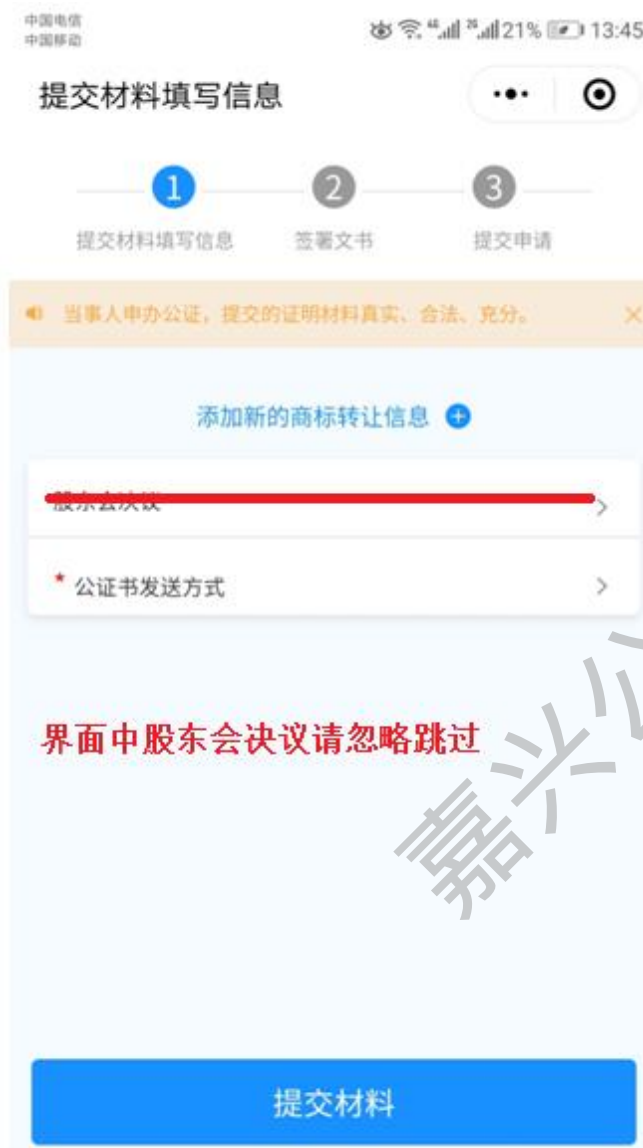 中国电信
中国移动
46 26 21% 13:45
提交材料填写信息
1 2 3
提交材料填写信息 签署文书 提交申请
当事人申办公证，提交的证明材料真实、合法、充分。
添加新的商标转让信息
股东会决议
* 公证书发送方式
界面中股东会决议请忽略跳过
嘉兴公
提交材料